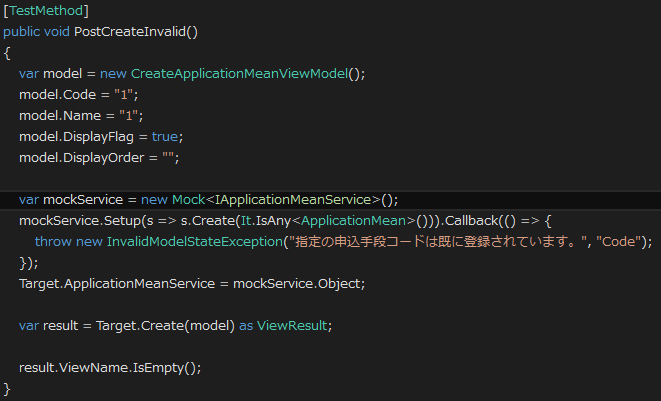 [TestMethod]
public void PostCreateInvalid()
{
var model = new CreateApplicationMeanViewModel();
model.Code = "1";
model.Name = "1";
model.DisplayFlag = true;
model.DisplayOrder = "";
var mockService = new Mock<IApplicationMeanService>();
mockService.Setup(s => s.Create(It.IsAny<ApplicationMean>())).Callback(() => {
throw new InvalidModelStateException("指定の申込手段コードは既に登録されています。", "Code");
});
Target.ApplicationMeanService = mockService.Object;
var result = Target.Create(model) as ViewResult;
result.ViewName.IsEmpty();
}